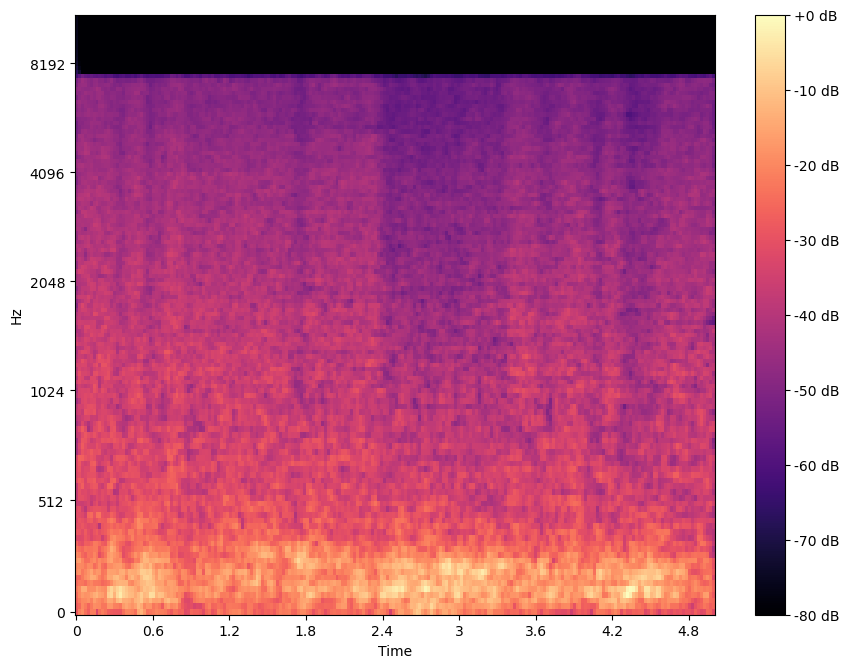 +0 dB
8192
-10 dB
4096
-20 dB
-30 dB
2048
Hz
-40 dB
1024
-50 dB
512
-60 dB
-70 dB
0
-80 dB
0 0.6 1.2 1.8 2.4 3 3.6 4.2 4.8
Time